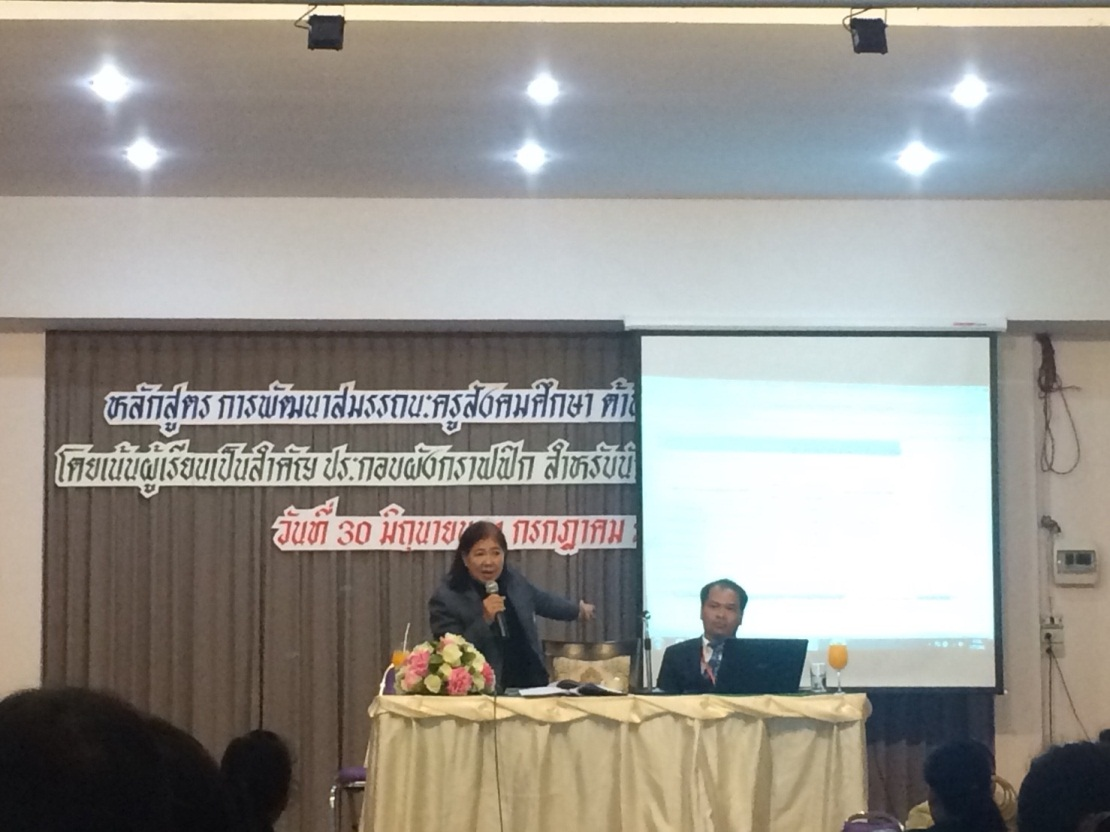 หลักสูตร การพัฒนาสมรรถนะครูสังคมศึกษา ด้าน
โดยเน้นผู้เรียนเป็นสำคัญ ประกอบผังกราฟฟิก สำหรับนั
วันที่ 30 มิถุนายน กรกฎาคม